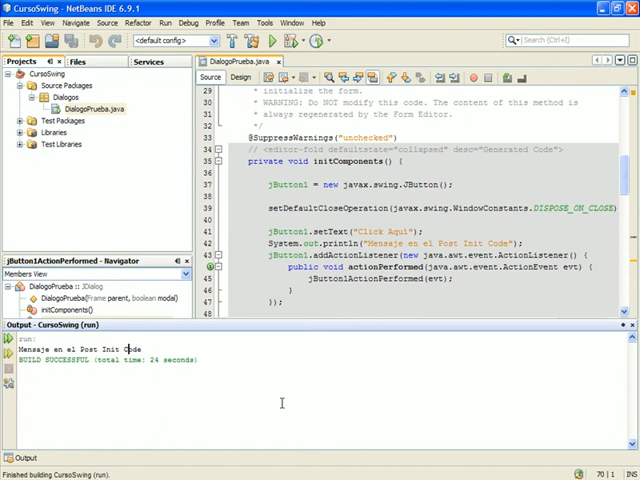 CursoSwing - NetBeans IDE 6.9.1
File Edit View Navigate Source Refactor Run Debug Profile Team Tools Window Help
<default config>
Search (Ctrl+I)
Projects Files Services
CursoSwing
Source Packages
Dialogos
DialogoPrueba.java
Test Packages
Libraries
Test Libraries
jButton1ActionPerformed - Navigator
Members View
DialogoPrueba :: JDialog
DialogoPrueba(Frame parent, boolean modal)
initComponents()
DialogoPrueba.java
Source Design
29 * initialize the form.
30 * WARNING: Do NOT modify this code. The content of this method is
31 * always regenerated by the Form Editor.
32 */
33 @SuppressWarnings("unchecked")
34 // <editor-fold defaultstate="collapsed" desc="Generated Code">
35 private void initComponents() {
36
37 jButton1 = new javax.swing.JButton();
38
39 setDefaultCloseOperation(javax.swing.WindowConstants.DISPOSE_ON_CLOSE)
40
41 jButton1.setText("Click Aqui");
42 System.out.println("Mensaje en el Post Init Code");
43 jButton1.addActionListener(new java.awt.event.ActionListener() {
public void actionPerformed(java.awt.event.ActionEvent evt) {
45 jButton1ActionPerformed(evt);
46 }
47 });
Output - CursoSwing (run)
run:
Mensaje en el Post Init Code
BUILD SUCCESSFUL (total time: 24 seconds)
Output
Finished building CursoSwing (run).
70 | 1 INS